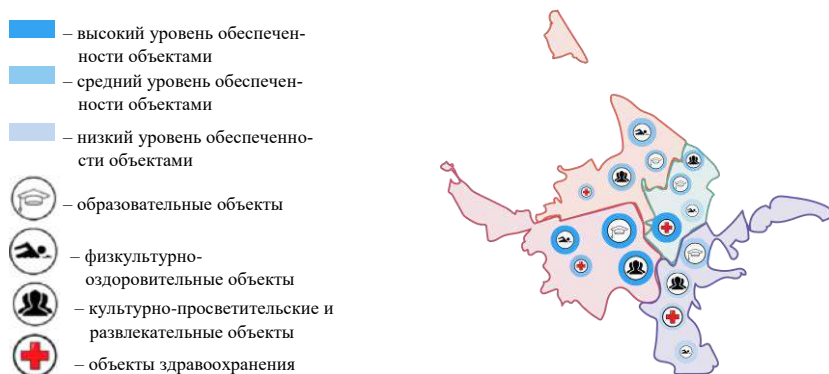 – высокий уровень обеспечен-
ности объектами
– средний уровень обеспечен-
ности объектами
– низкий уровень обеспеченно-
сти объектами
– образовательные объекты
– физкультурно-
оздоровительные объекты
– культурно-просветительские и
развлекательные объекты
– объекты здравоохранения